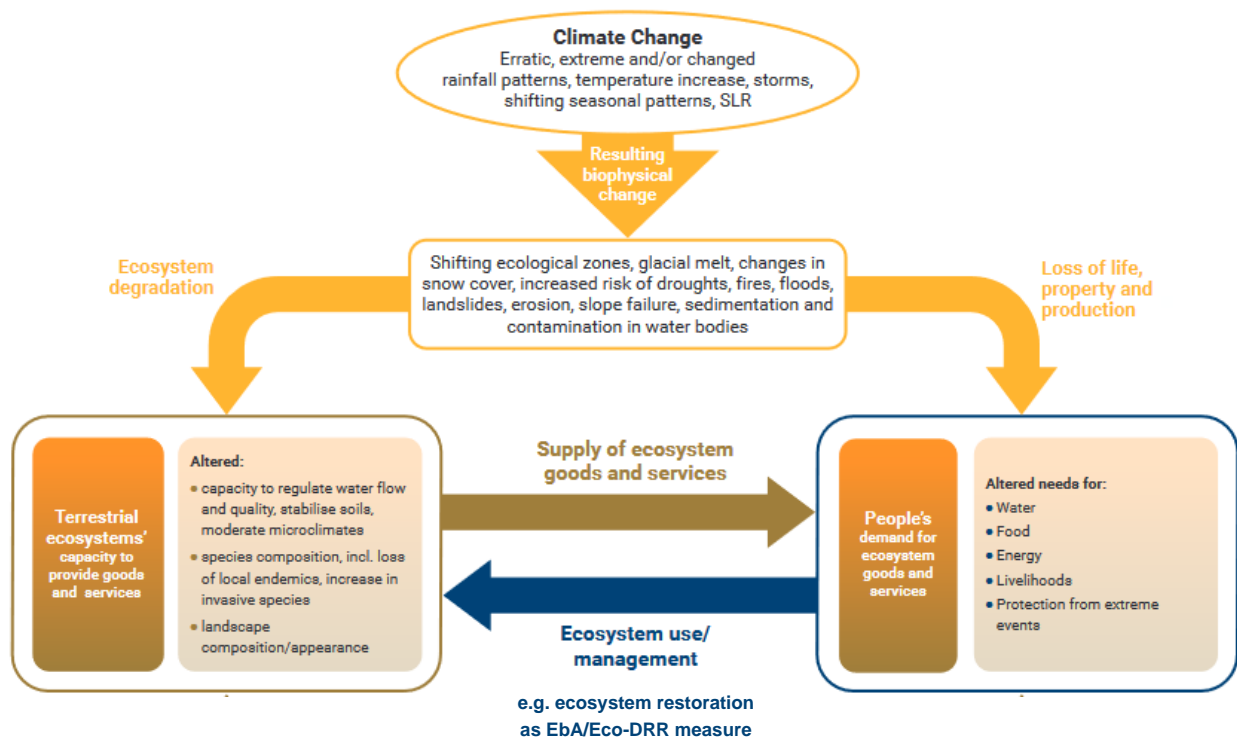 Climate Change
Erratic, extreme and/or changed
rainfall patterns, temperature increase, storms,
shifting seasonal patterns, SLR
Resulting
biophysical
change
Ecosystem
degradation
Shifting ecological zones, glacial melt, changes in
snow cover, increased risk of droughts, fires, floods,
landslides, erosion, slope failure, sedimentation and
contamination in water bodies
Loss of life,
property and
production
Terrestrial
ecosystems'
capacity to
provide goods
and services
Altered:
• capacity to regulate water flow
and quality, stabilise soils,
moderate microclimates
• species composition, incl. loss
of local endemics, increase in
invasive species
• landscape
composition/appearance
Supply of ecosystem
goods and services
Ecosystem use/
management
e.g. ecosystem restoration
as EbA/Eco-DRR measure
People's
demand for
ecosystem
goods and
services
Altered needs for:
• Water
• Food
• Energy
• Livelihoods
• Protection from extreme
events